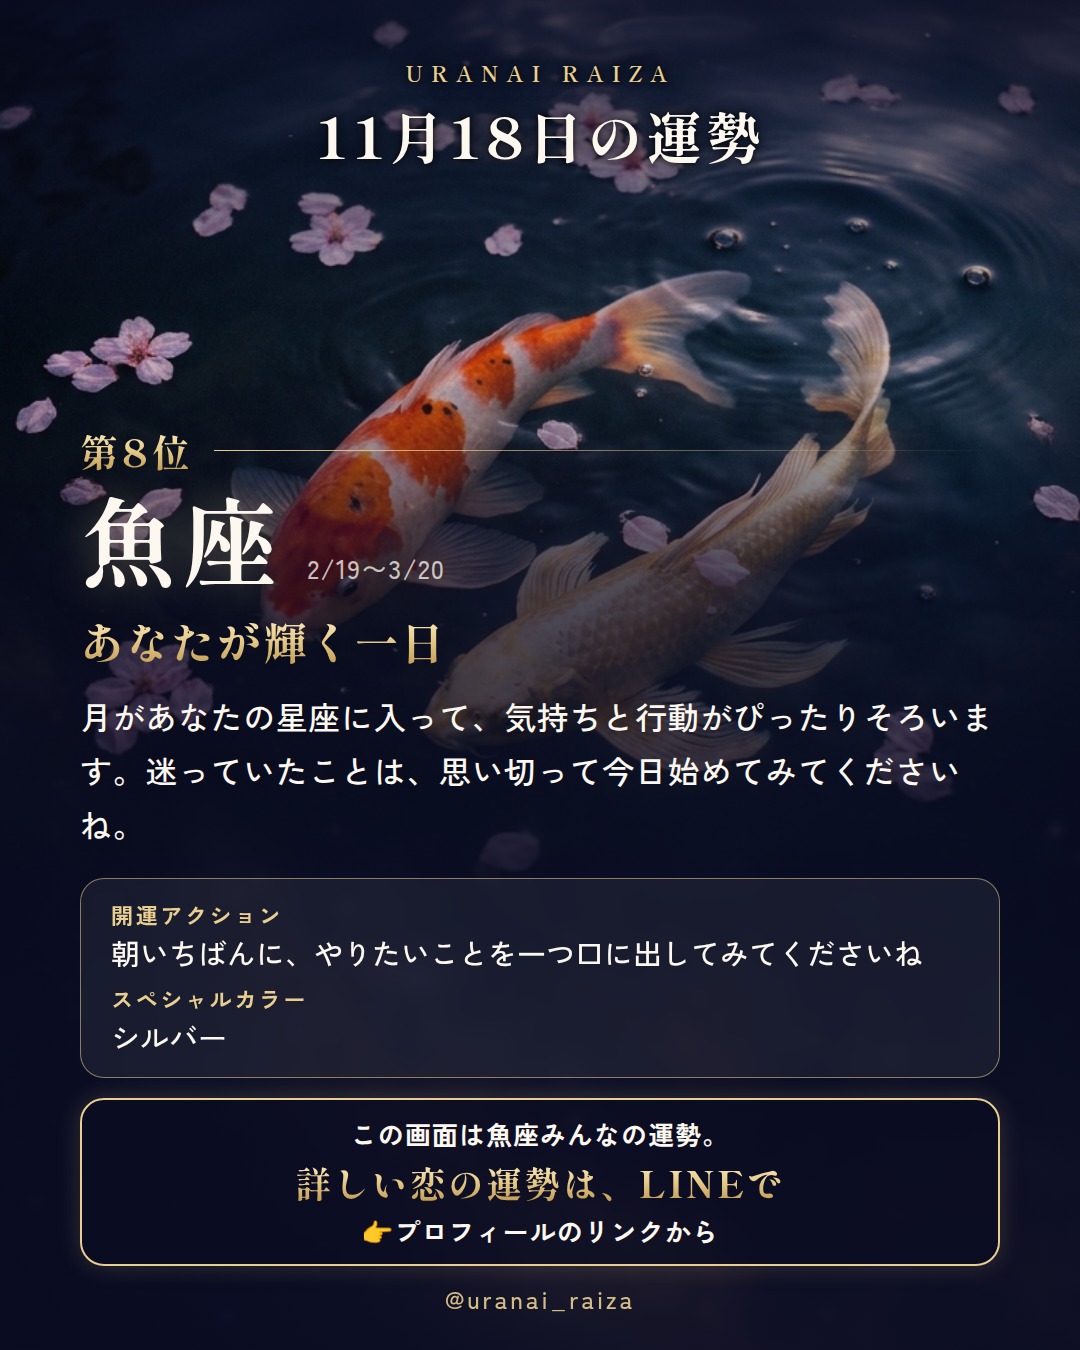 URANAI RAIZA
11月18日の運勢
第8位
魚座 2/19〜3/20
あなたが輝く一日
月があなたの星座に入って、気持ちと行動がぴったりそろいま
す。迷っていたことは、思い切って今日始めてみてください
ね。
開運アクション
朝いちばんに、やりたいことを一つ口に出してみてくださいね
スペシャルカラー
シルバー
この画面は魚座みんなの運勢。
詳しい恋の運勢は、LINEで
👉プロフィールのリンクから
@uranai_raiza